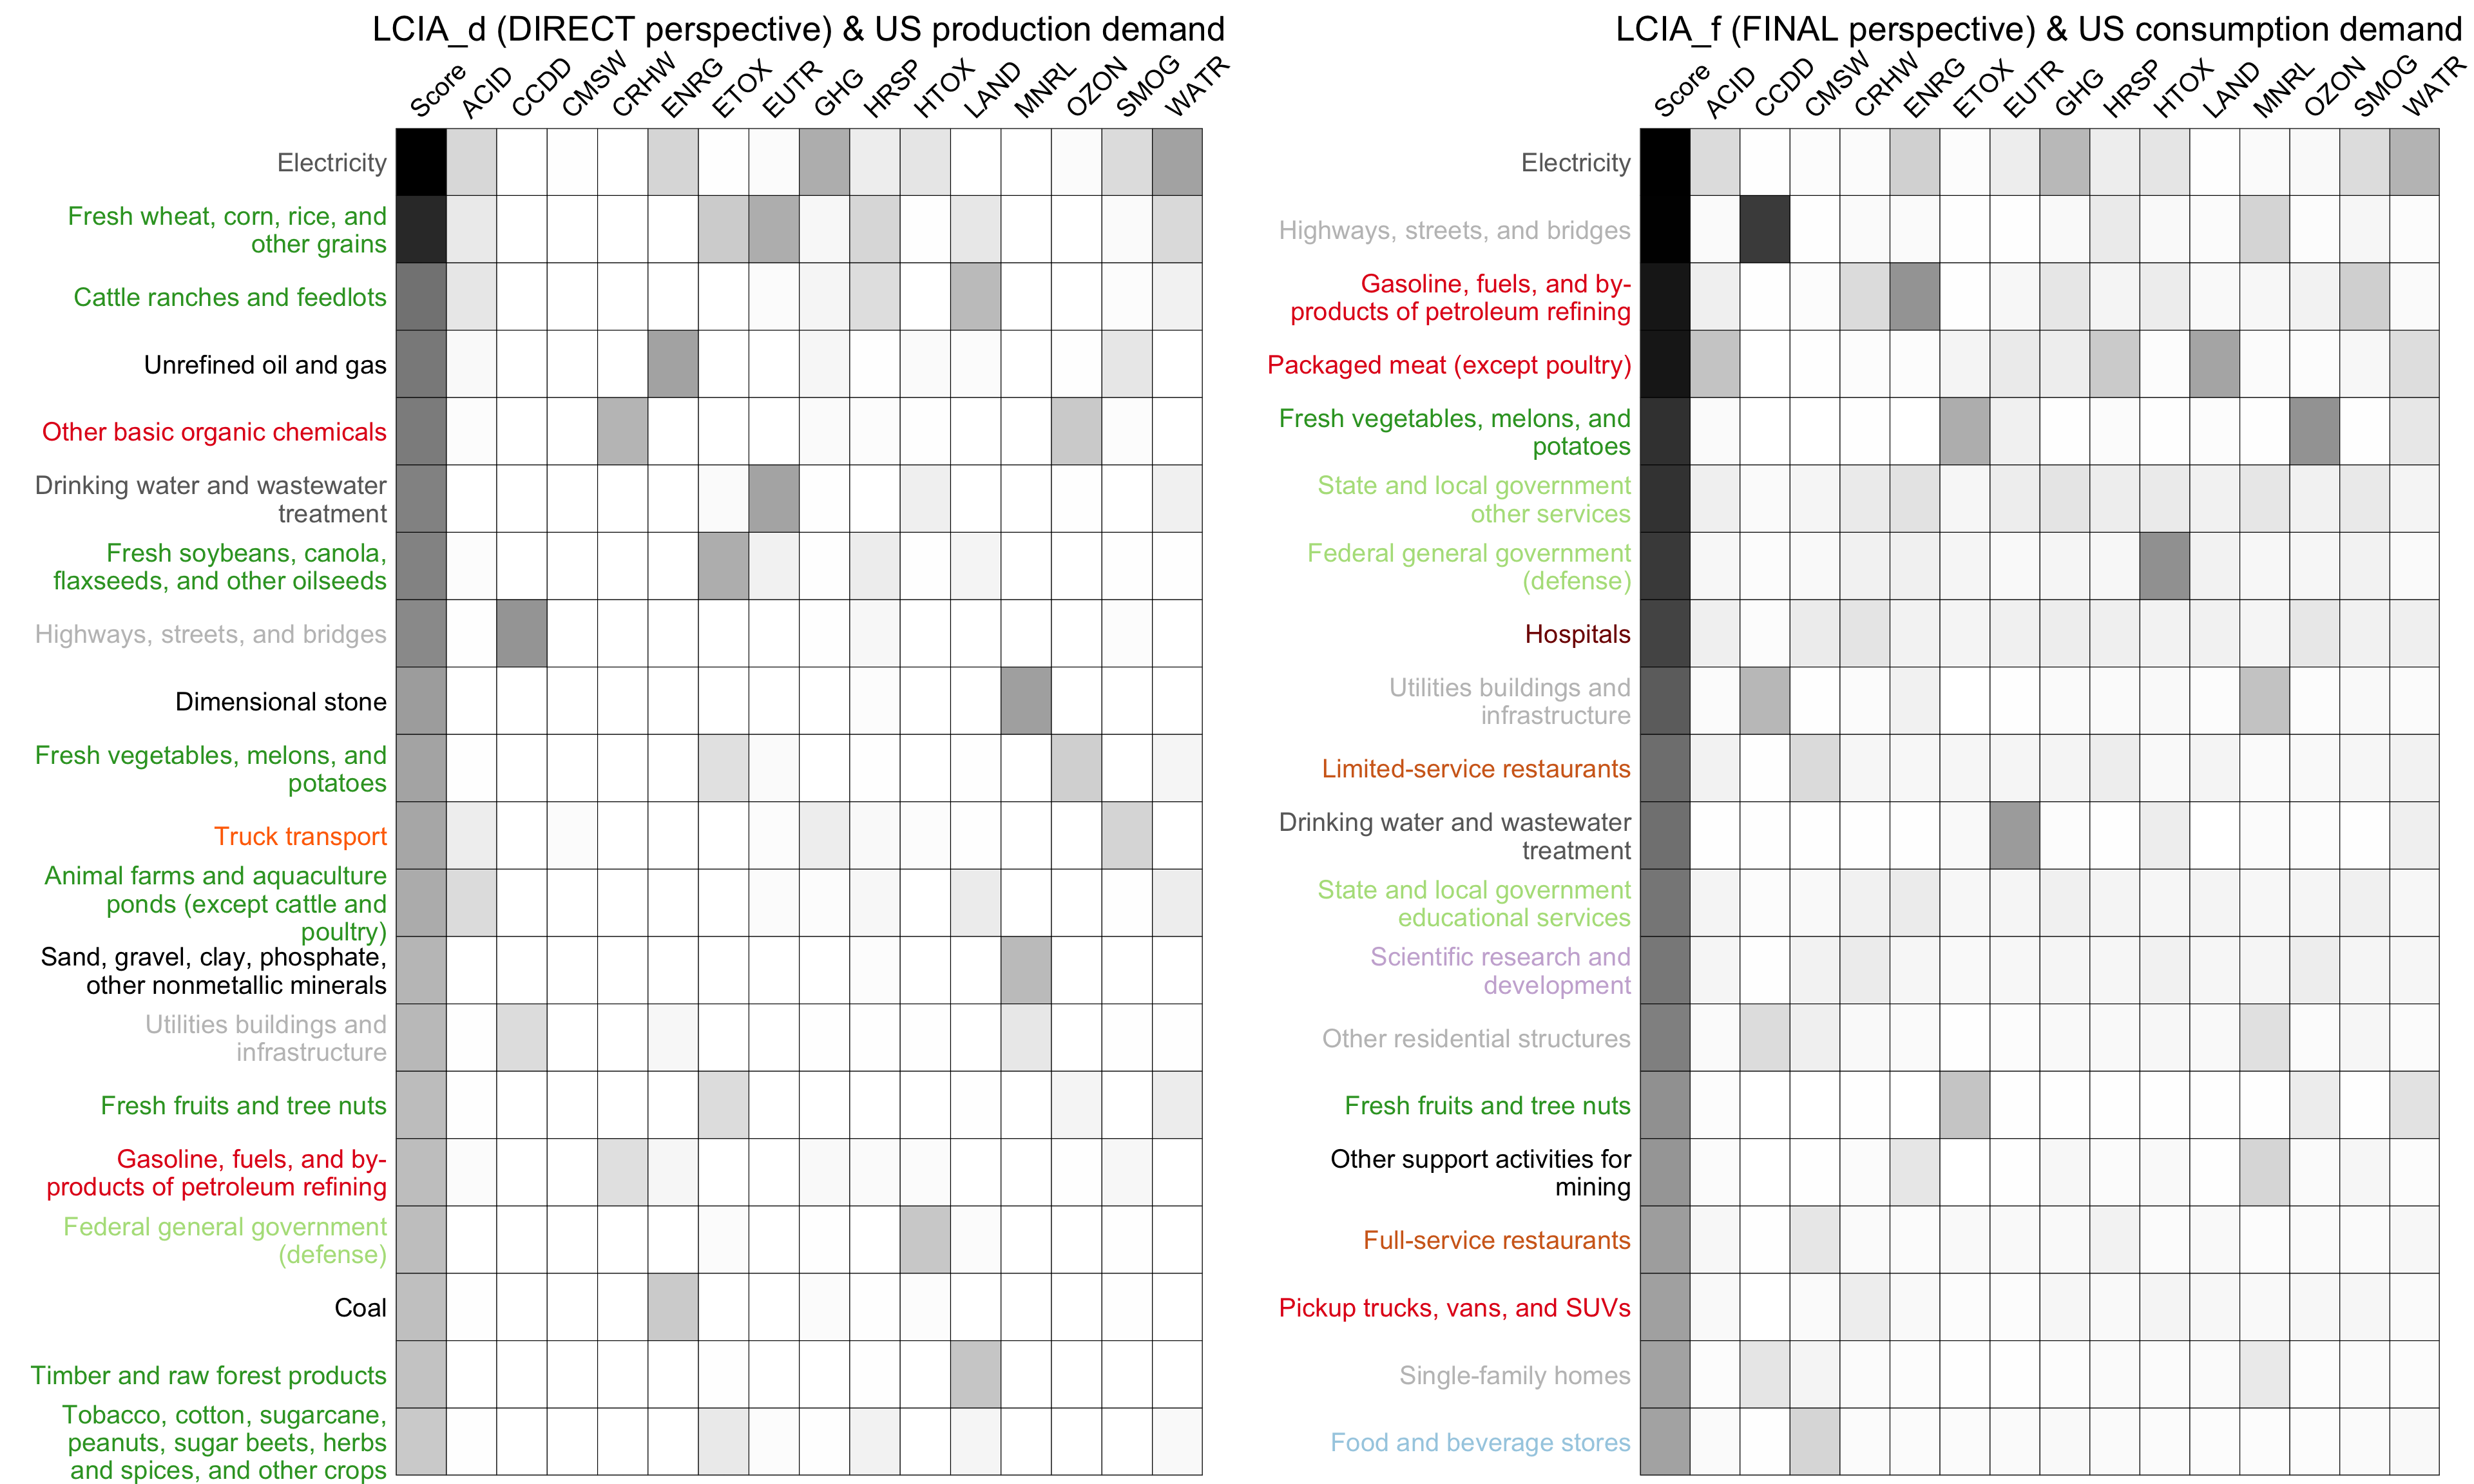 LCIA_d (DIRECT perspective) & US production demand
Score ACID CCDD CMSW CRHW ENRG ETOX EUTR GHG HRSP HTOX LAND MNRL OZON SMOG WATR
Electricity
Fresh wheat, corn, rice, and
other grains
Cattle ranches and feedlots
Unrefined oil and gas
Other basic organic chemicals
Drinking water and wastewater
treatment
Fresh soybeans, canola,
flaxseeds, and other oilseeds
Highways, streets, and bridges
Dimensional stone
Fresh vegetables, melons, and
potatoes
Truck transport
Animal farms and aquaculture
ponds (except cattle and
poultry)
Sand, gravel, clay, phosphate,
other nonmetallic minerals
Utilities buildings and
infrastructure
Fresh fruits and tree nuts
Gasoline, fuels, and by-
products of petroleum refining
Federal general government
(defense)
Coal
Timber and raw forest products
Tobacco, cotton, sugarcane,
peanuts, sugar beets, herbs
and spices, and other crops
LCIA_f (FINAL perspective) & US consumption demand
Score ACID CCDD CMSW CRHW ENRG ETOX EUTR GHG HRSP HTOX LAND MNRL OZON SMOG WATR
Electricity
Highways, streets, and bridges
Gasoline, fuels, and by-
products of petroleum refining
Packaged meat (except poultry)
Fresh vegetables, melons, and
potatoes
State and local government
other services
Federal general government
(defense)
Hospitals
Utilities buildings and
infrastructure
Limited-service restaurants
Drinking water and wastewater
treatment
State and local government
educational services
Scientific research and
development
Other residential structures
Fresh fruits and tree nuts
Other support activities for
mining
Full-service restaurants
Pickup trucks, vans, and SUVs
Single-family homes
Food and beverage stores